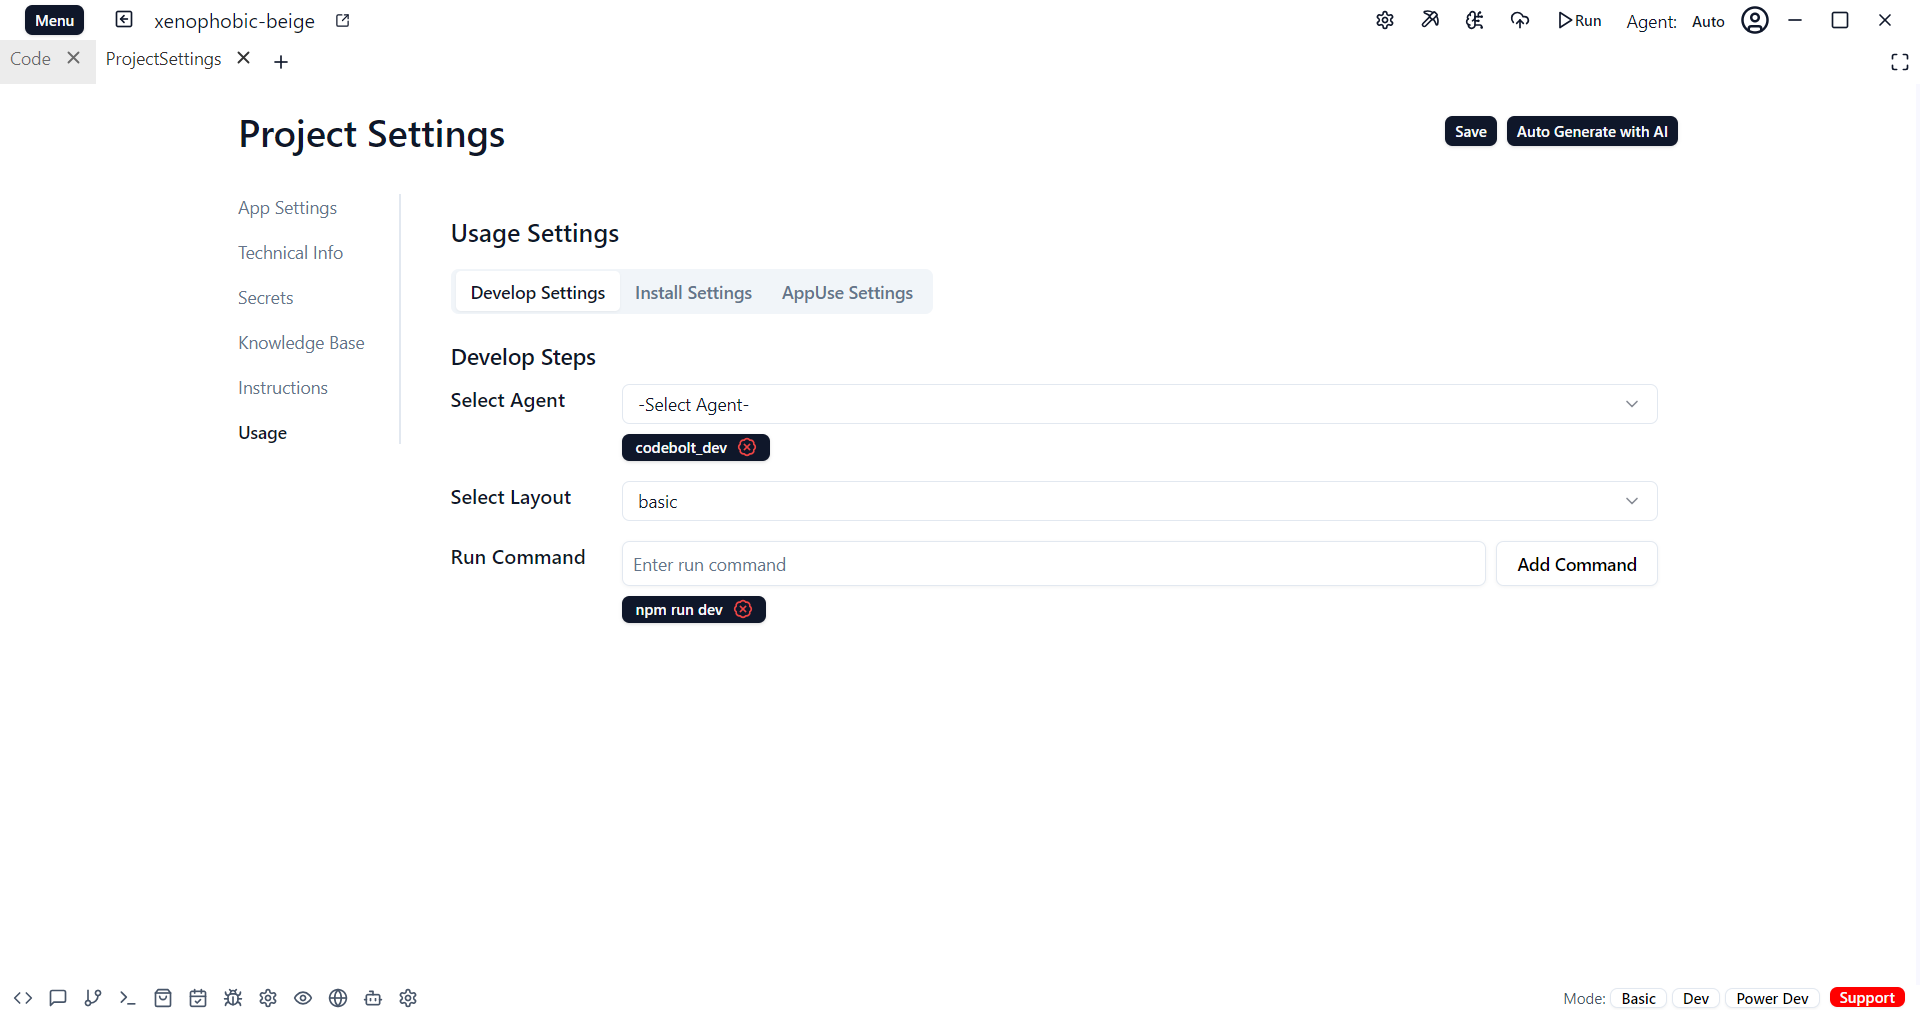 Menu xenophobic-beige Run Agent: Auto
Code ProjectSettings
Project Settings
Save Auto Generate with AI
App Settings
Technical Info
Secrets
Knowledge Base
Instructions
Usage
Usage Settings
Develop Settings Install Settings AppUse Settings
Develop Steps
Select Agent -Select Agent-
codebolt_dev
Select Layout basic
Run Command Enter run command Add Command
npm run dev
Mode: Basic Dev Power Dev Support